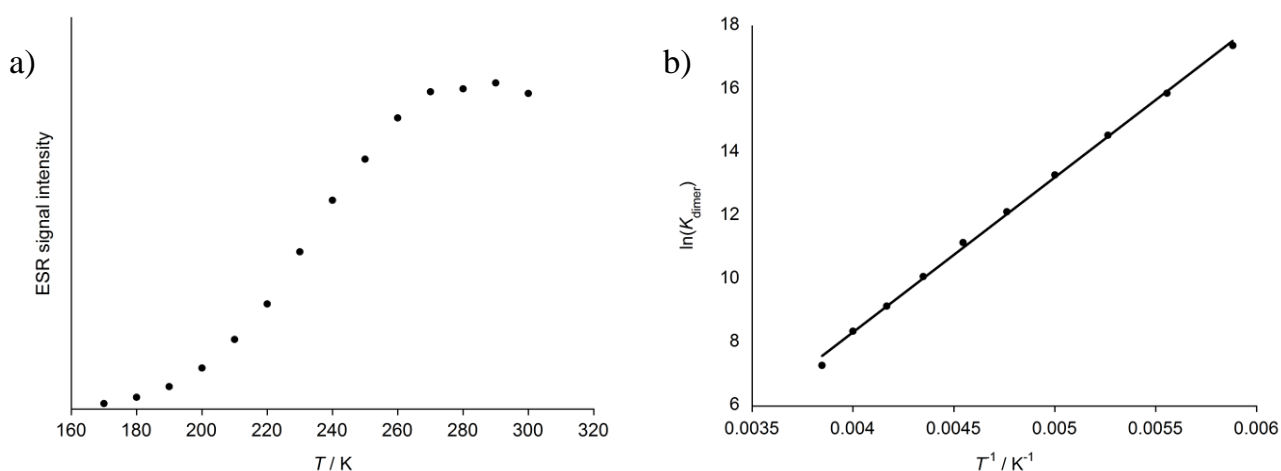 a)
ESR signal intensity
160 180 200 220 240 260 280 300 320
T / K
b)
18
16
14
12
10
8
6
ln(K_dimer)
0.0035 0.004 0.0045 0.005 0.0055 0.006
T⁻¹ / K⁻¹